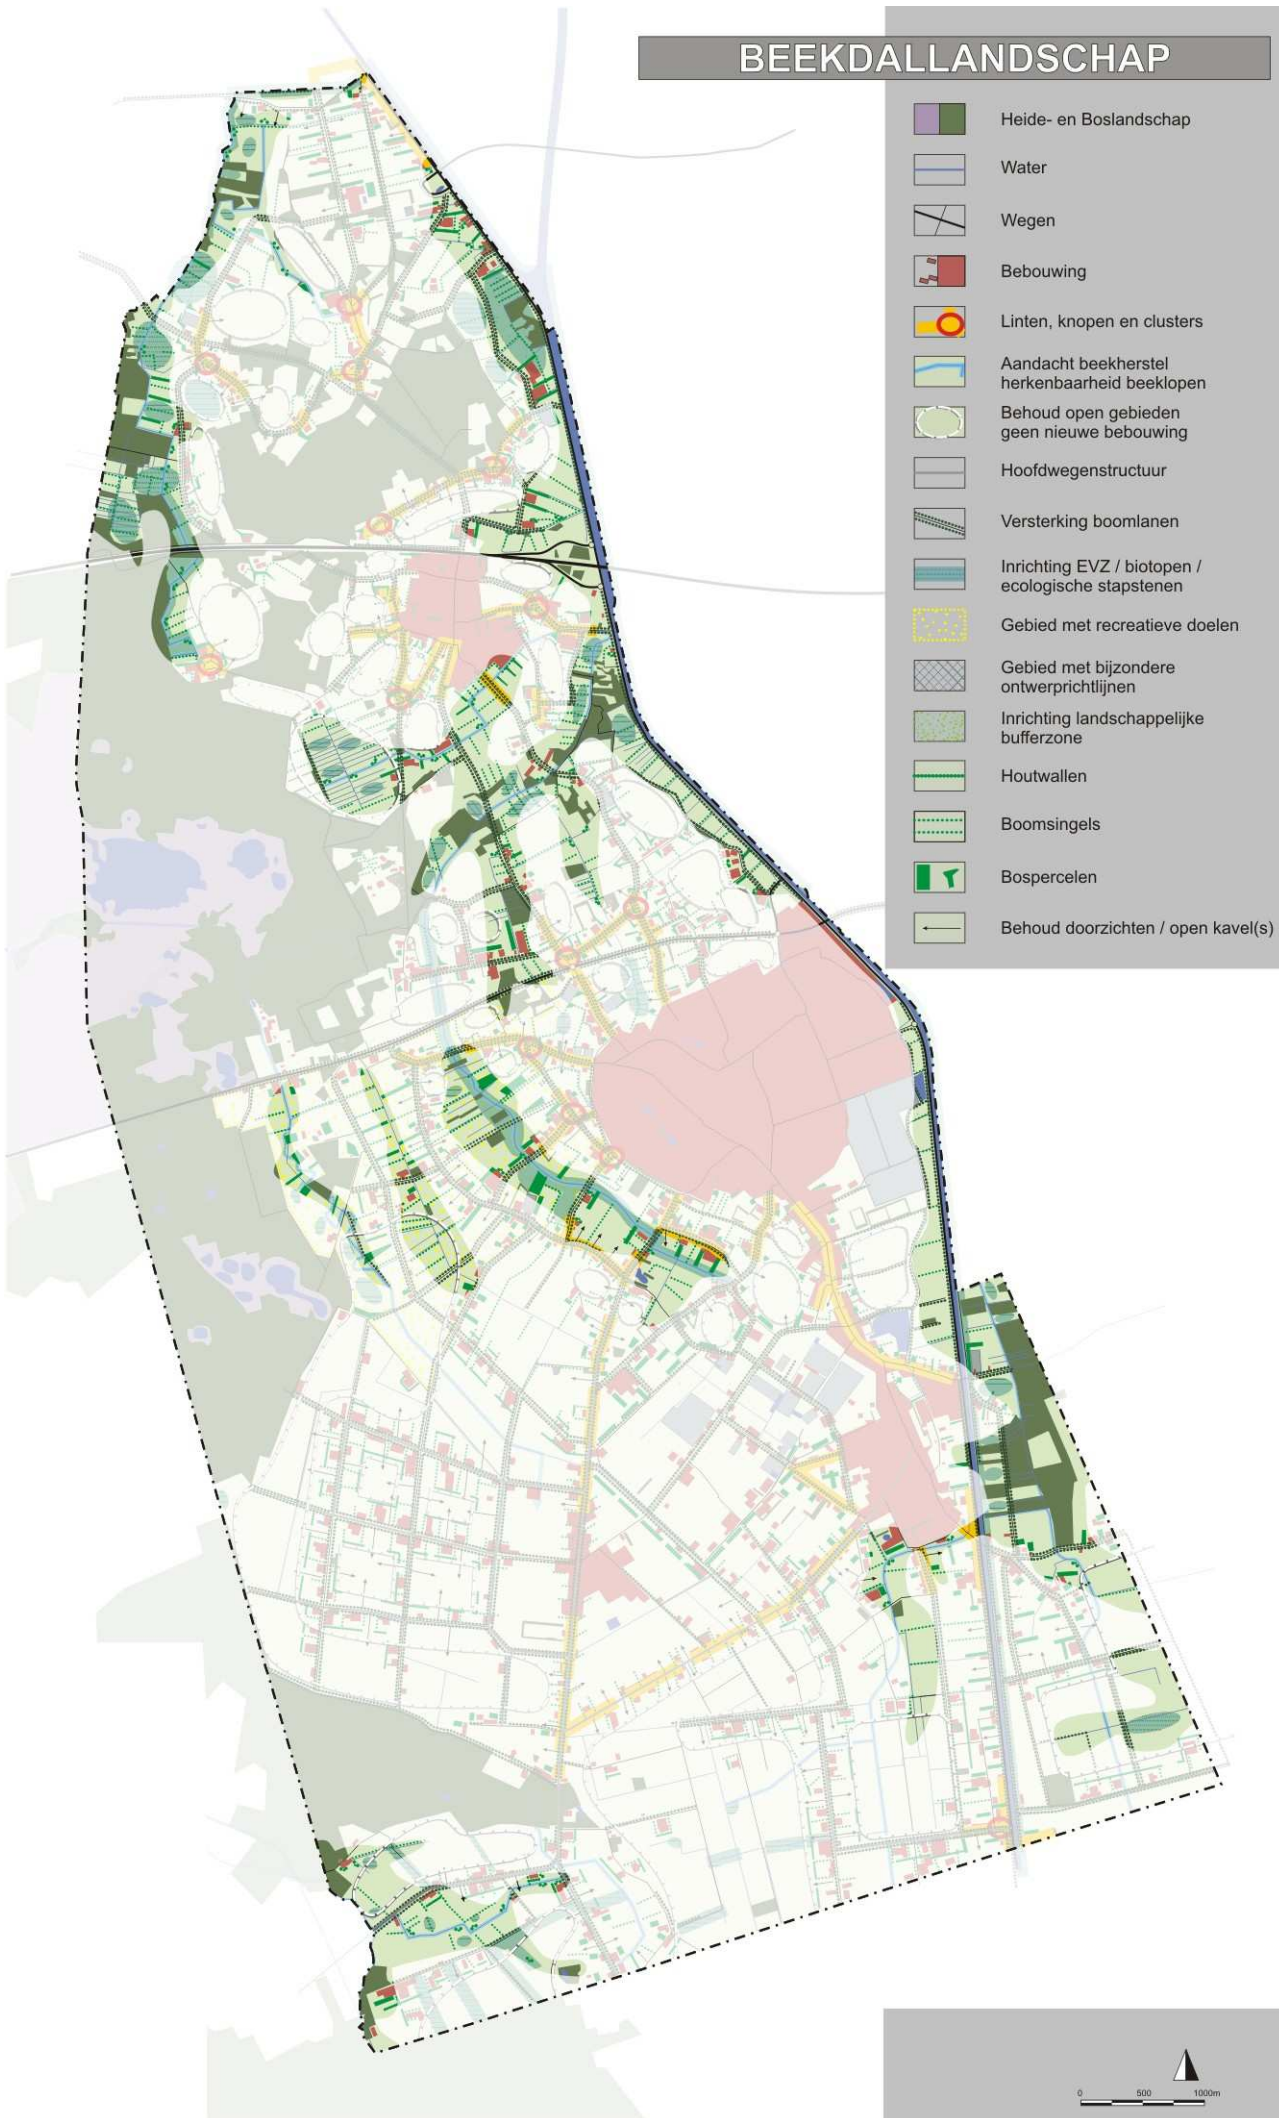 BEEKDALLANDSCHAP
Heide- en Boslandschap
Water
Wegen
Bebouwing
Linten, knopen en clusters
Aandacht beekherstel
herkenbaarheid beeklopen
Behoud open gebieden
geen nieuwe bebouwing
Hoofdwegenstructuur
Versterking boomlanen
Inrichting EVZ / biotopen /
ecologische stapstenen
Gebied met recreatieve doelen
Gebied met bijzondere
ontwerprichtlijnen
Inrichting landschappelijke
bufferzone
Houtwallen
Boomsingels
Bospercelen
Behoud doorzichten / open kavel(s)
0 500 1000m